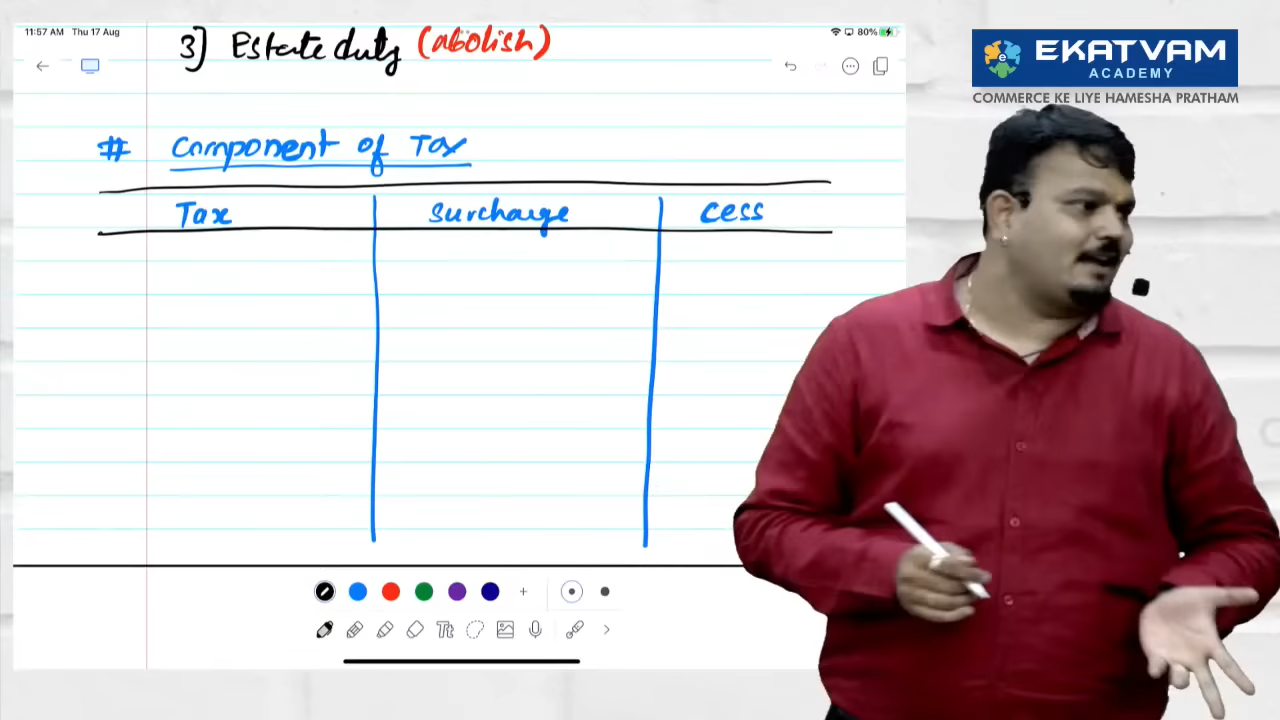 11:57 AM Thu 17 Aug
80%
3] Estate duty (abolish)
EKATVAM
ACADEMY
COMMERCE KE LIYE HAMESHA PRATHAM
# Component of Tax
Tax Surcharge Cess
Tt